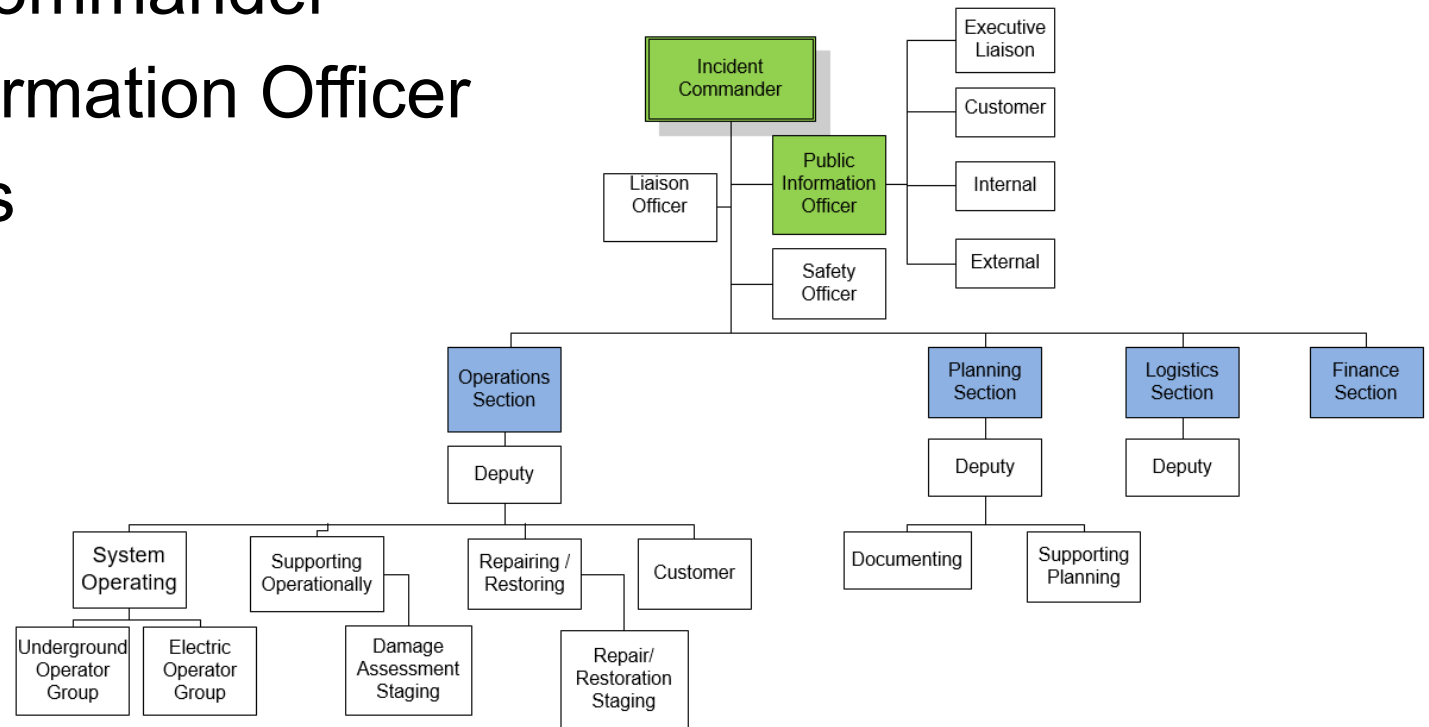 ommander
rmation Officer
s
Incident
Commander
Public
Information
Officer
Liaison
Officer
Safety
Officer
Executive
Liaison
Customer
Internal
External
Operations
Section
Planning
Section
Logistics
Section
Finance
Section
Deputy
Deputy
Deputy
System
Operating
Supporting
Operationally
Repairing /
Restoring
Customer
Documenting
Supporting
Planning
Underground
Operator
Group
Electric
Operator
Group
Damage
Assessment
Staging
Repair/
Restoration
Staging